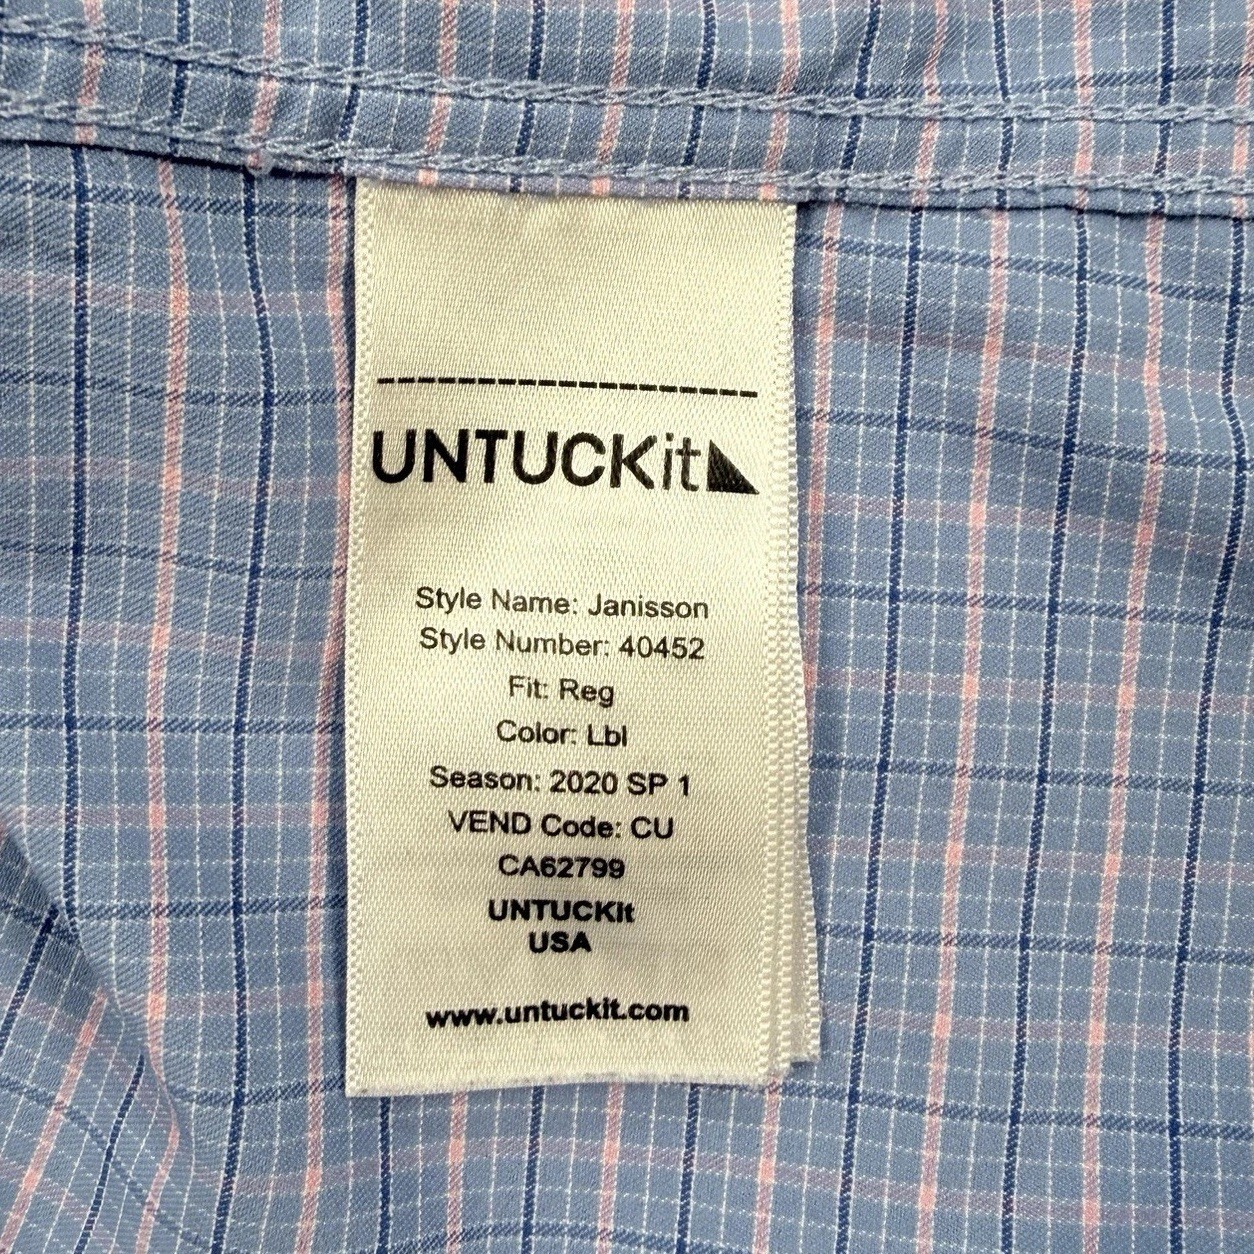 UNTUCKit
Style Name: Janisson
Style Number: 40452
Fit: Reg
Color: Lbl
Season: 2020 SP 1
VEND Code: CU
CA62799
UNTUCKit
USA
www.untuckit.com